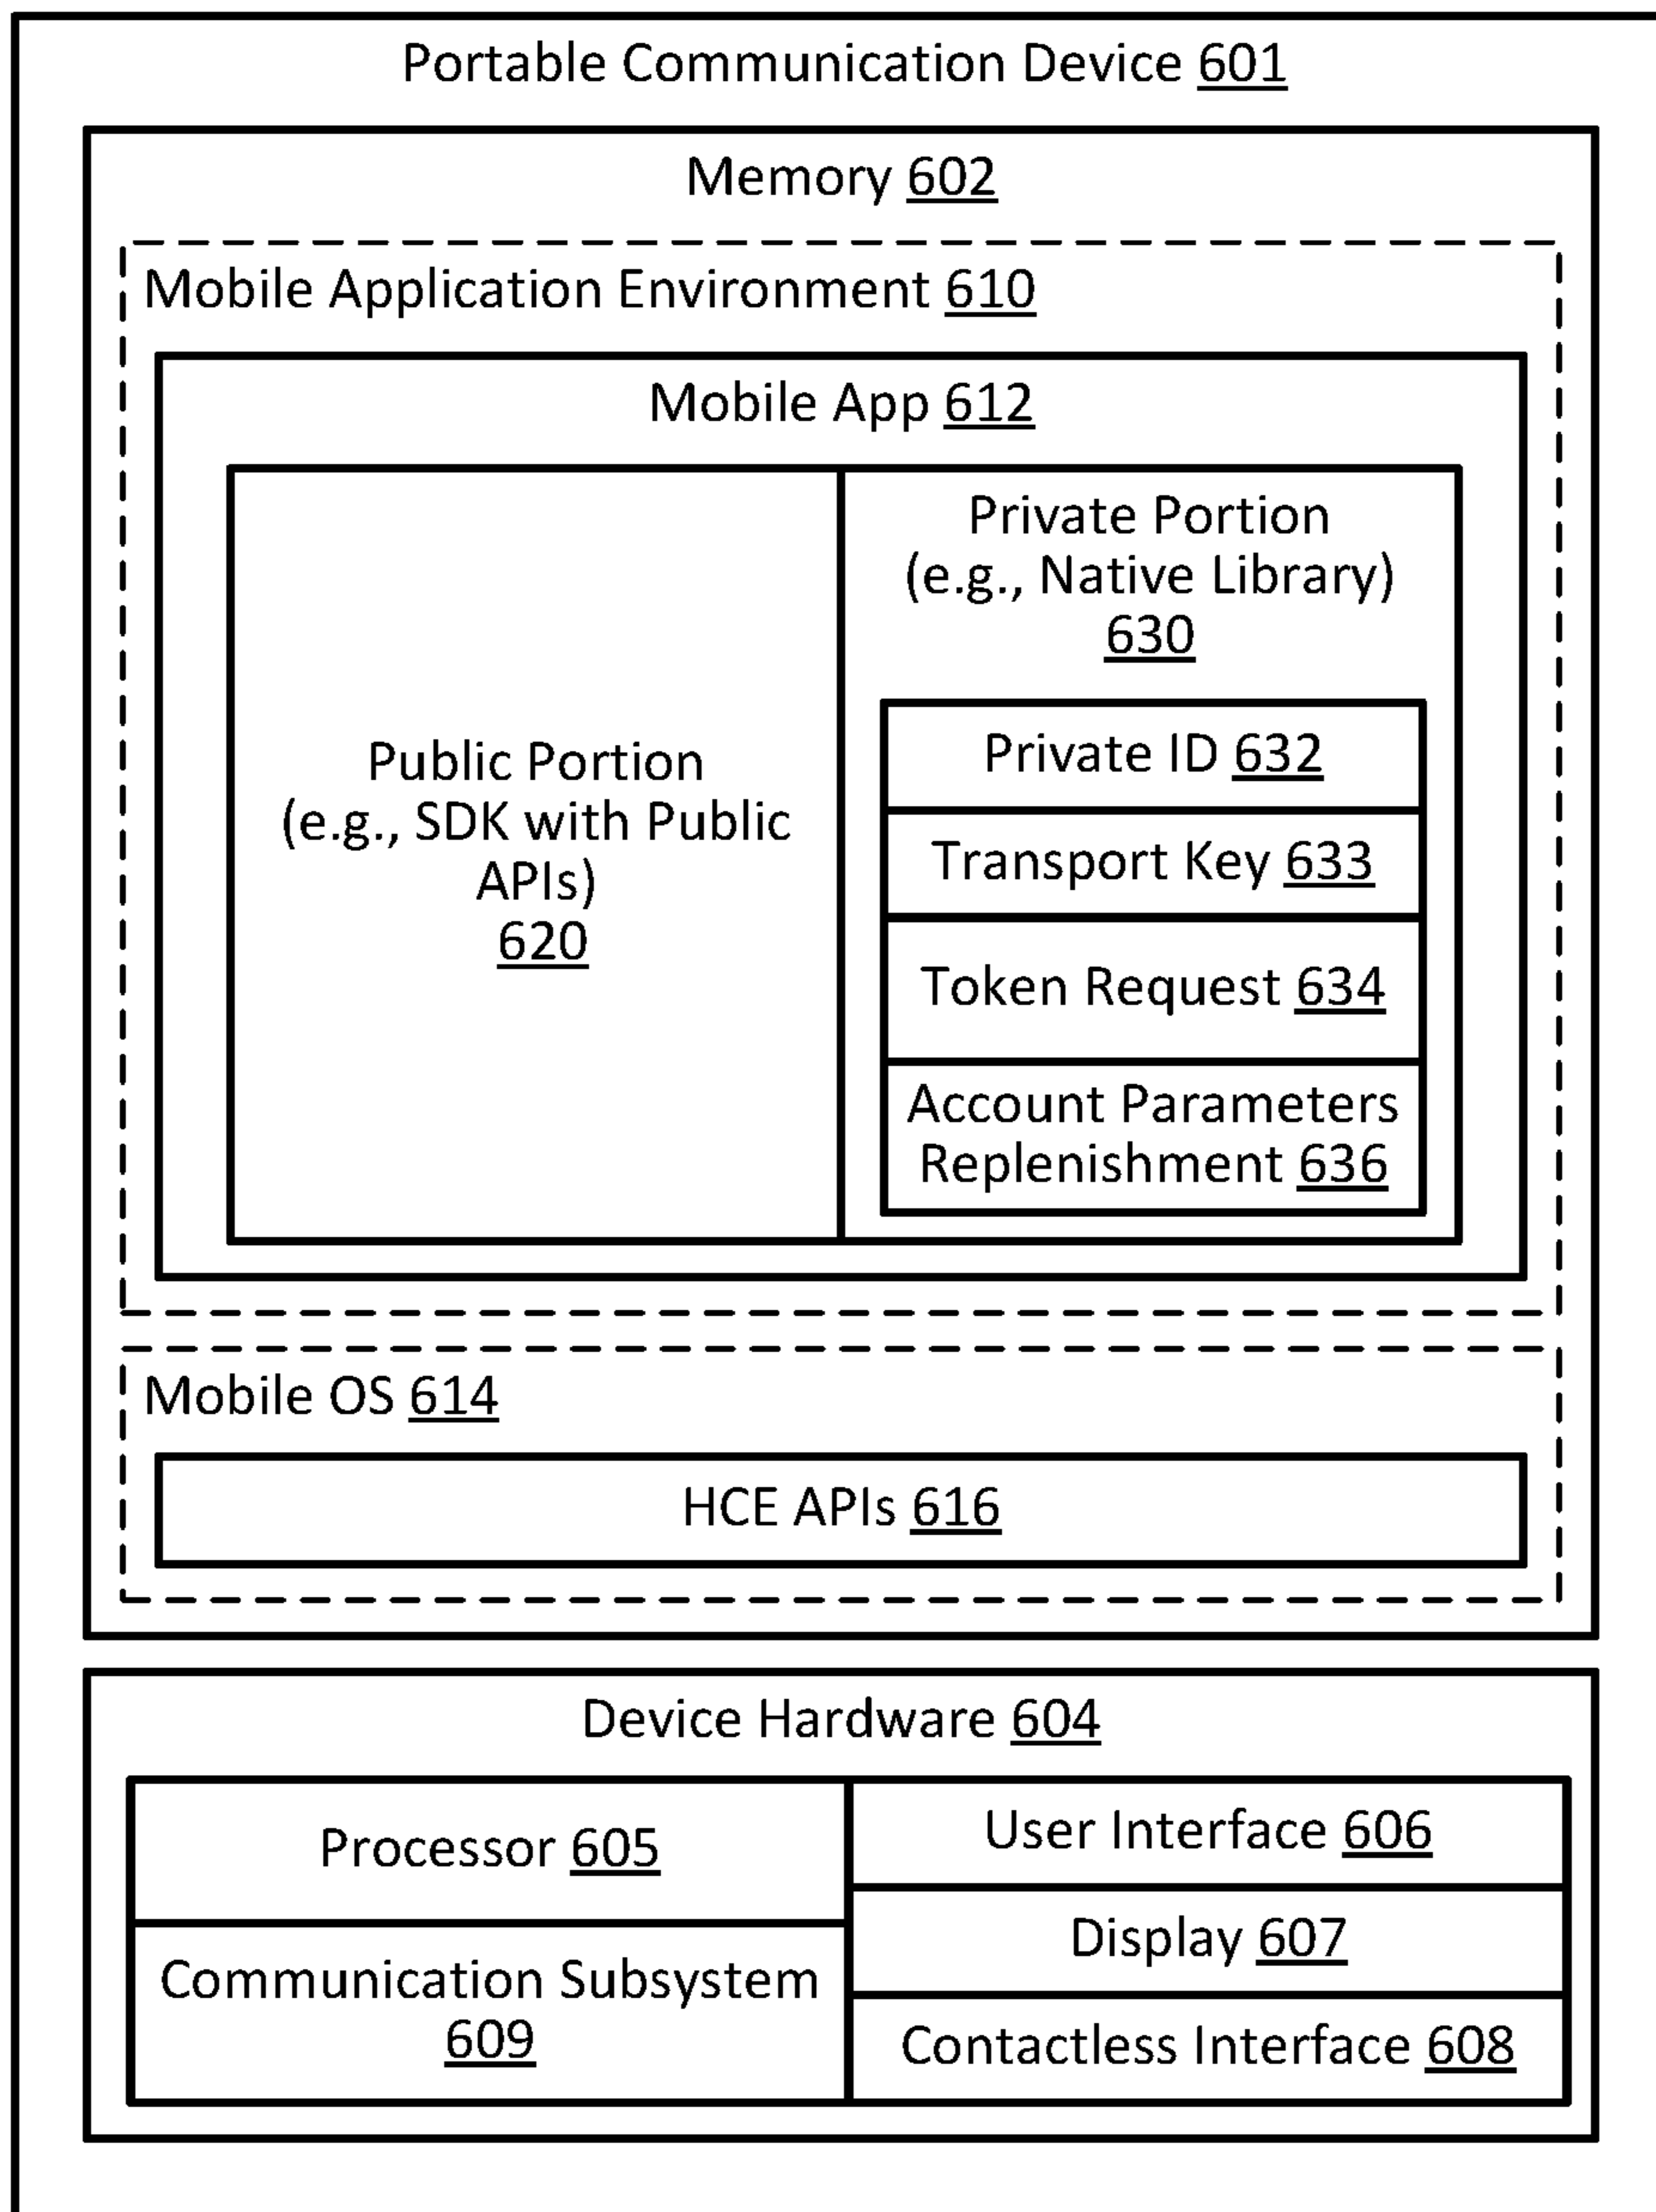 Portable Communication Device 601
Memory 602
Mobile Application Environment 610
Mobile App 612
Public Portion
(e.g., SDK with Public
APIs)
620
Private Portion
(e.g., Native Library)
630
Private ID 632
Transport Key 633
Token Request 634
Account Parameters
Replenishment 636
Mobile OS 614
HCE APIs 616
Device Hardware 604
Processor 605
Communication Subsystem
609
User Interface 606
Display 607
Contactless Interface 608